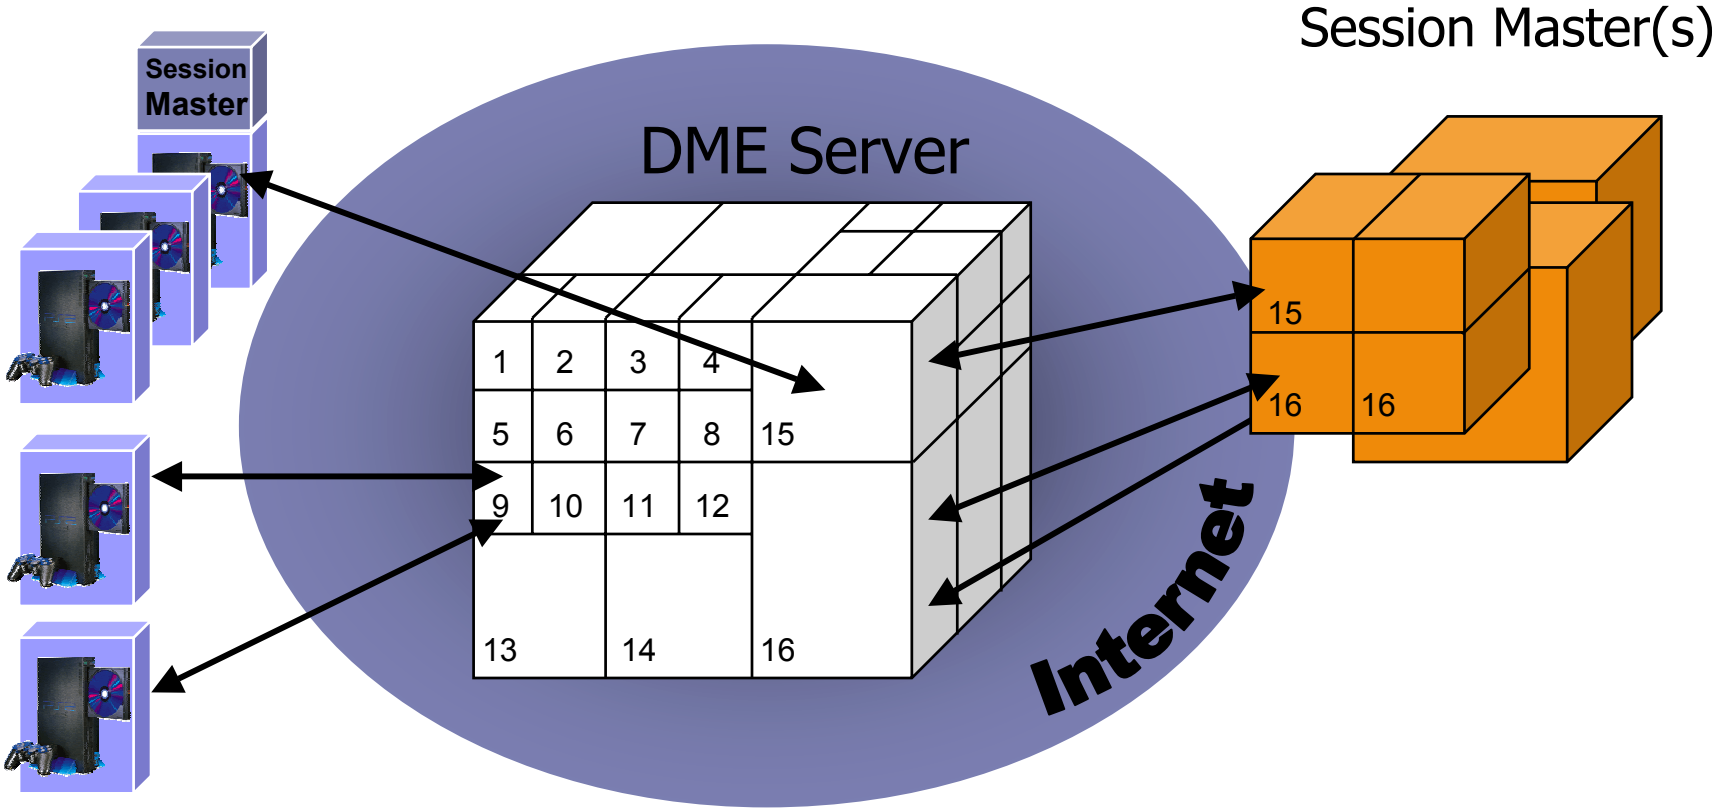 Session Master(s)
Session
Master
DME Server
1 2 3 4
5 6 7 8 15
9 10 11 12
13 14 16
15
16 16
Internet